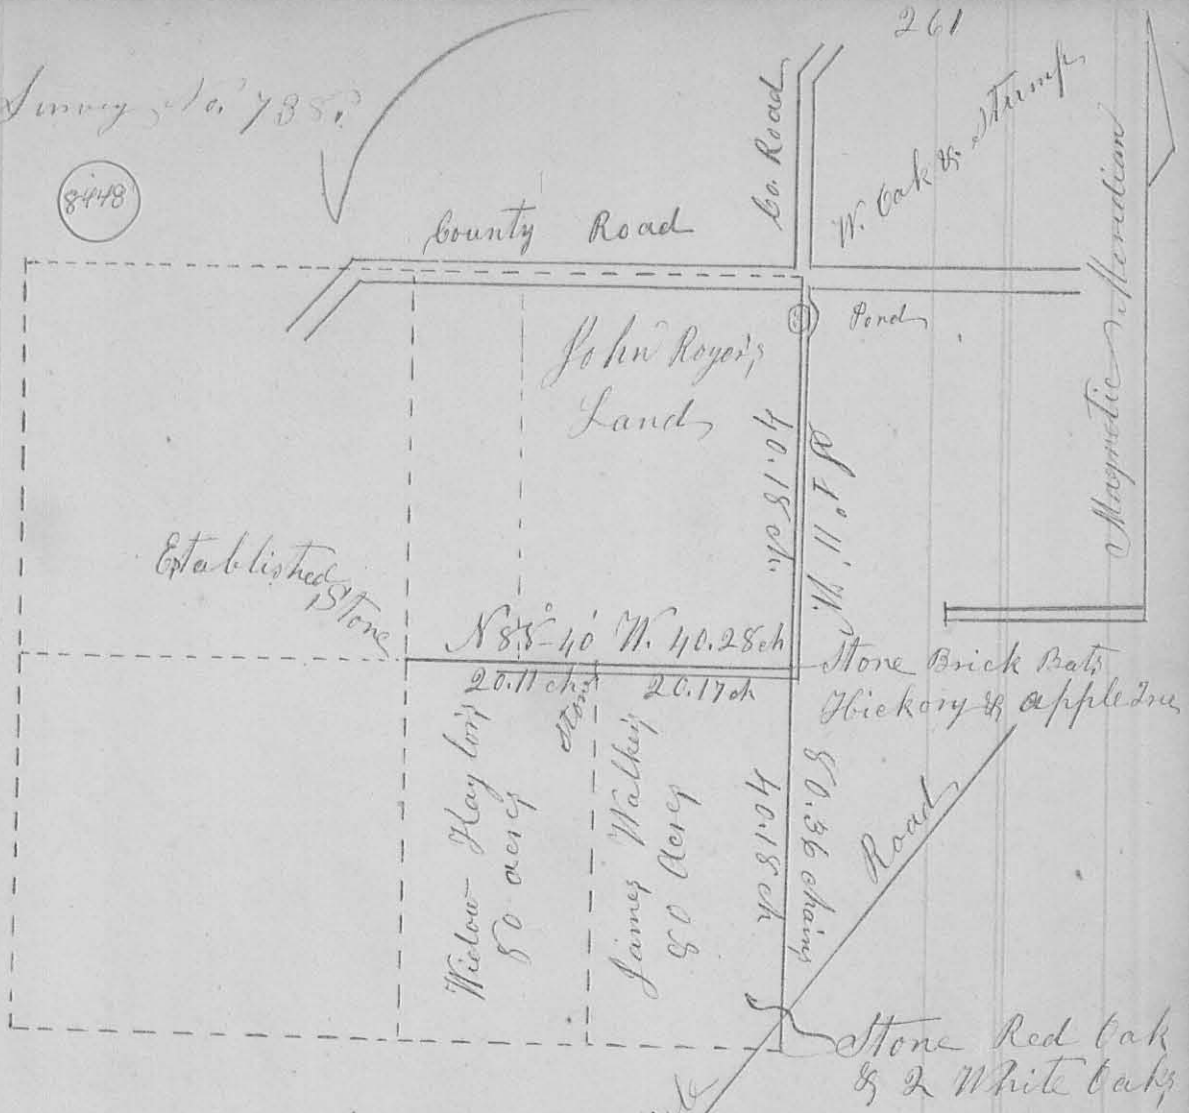 261
Survey No. 738.
8448
Co. Road
W. Oak & Stump
County Road
Magnetic Meridian
Pond
John Royer's
Land
40.18 ch.
S 1° 11' W.
Established
Stone
N 88°-40' W. 40.28 ch
20.11 ch
20.17 ch
Stone
Stone Brick Bats
Hickory & apple Tree
Widow Haylor's
80 acres
James Walker's
80 Acres
40.18 ch
80.36 chains
Road
Stone Red Oak
& 2 White Oaks